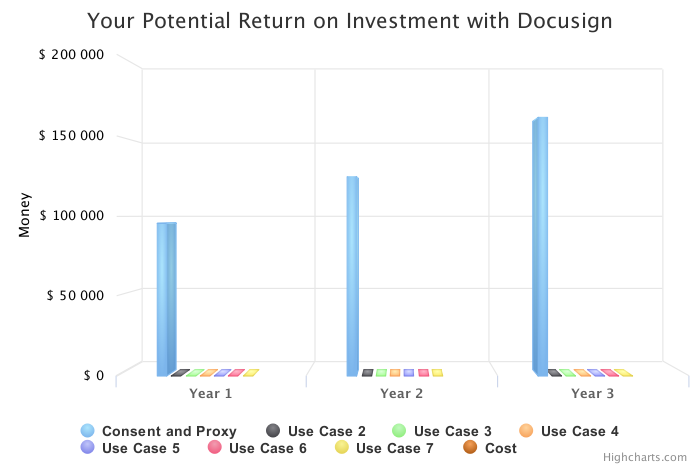 Your Potential Return on Investment with Docusign
$ 200 000
$ 150 000
$ 100 000
$ 50 000
$ 0
Money
Year 1
Year 2
Year 3
Consent and Proxy
Use Case 2
Use Case 3
Use Case 4
Use Case 5
Use Case 6
Use Case 7
Cost
Highcharts.com